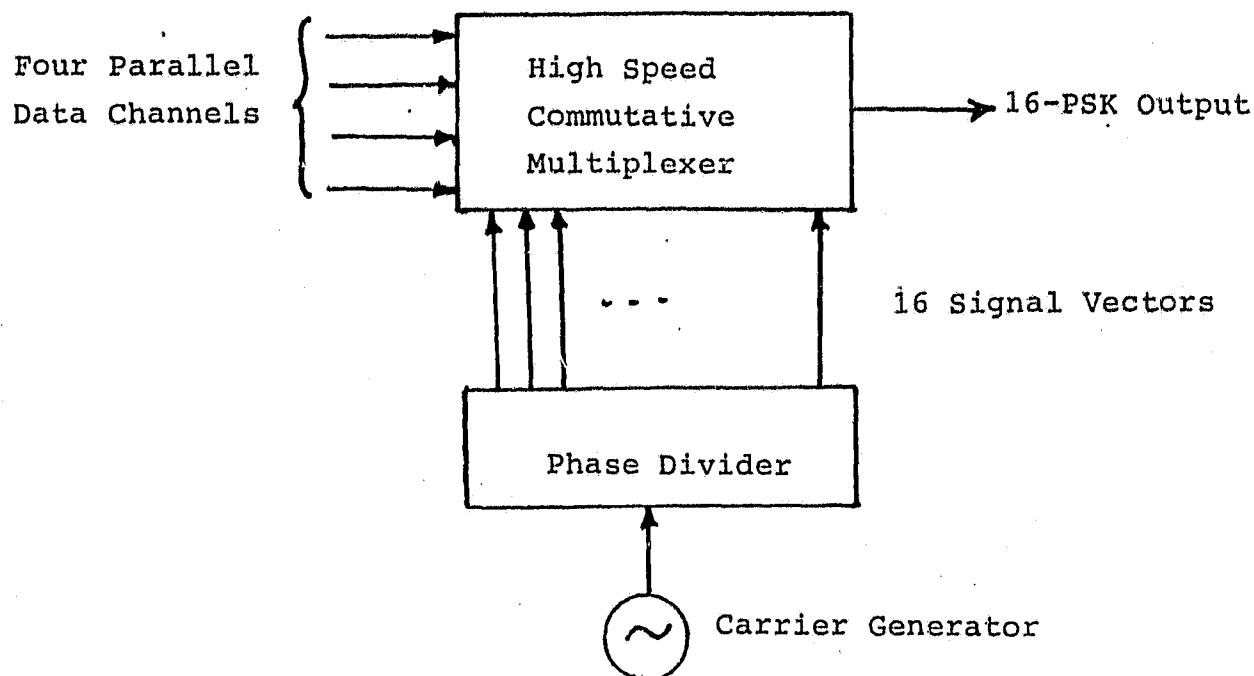 Four Parallel
Data Channels
High Speed
Commutative
Multiplexer
16-PSK Output
16 Signal Vectors
Phase Divider
Carrier Generator